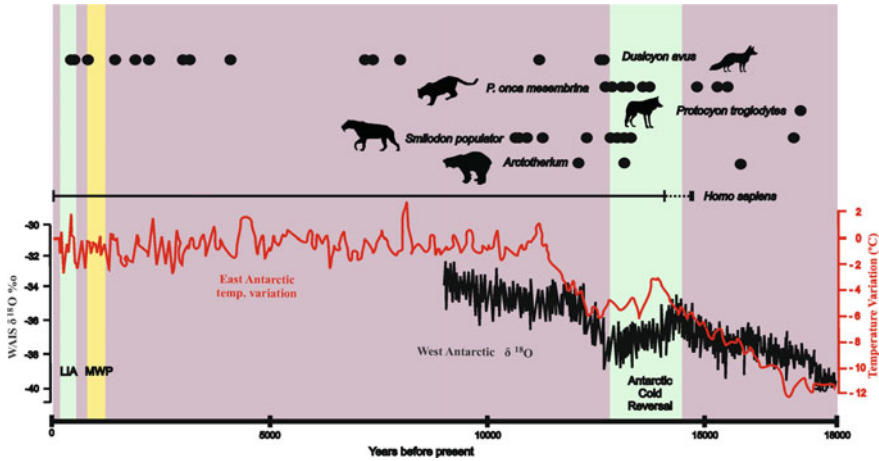 Dusicyon avus
P. onca mesembrina
Protocyon troglodytes
Smilodon populator
Arctotherium
Homo sapiens
-30
-32
-34
-36
-38
-40
WAIS δ ¹⁸O ‰
East Antarctic
temp. variation
West Antarctic δ ¹⁸O
LIA
MWP
Antarctic
Cold
Reversal
2
0
-2
-4
-6
-8
-10
-12
Temperature Variation (°C)
0
5000
10000
15000
18000
Years before present